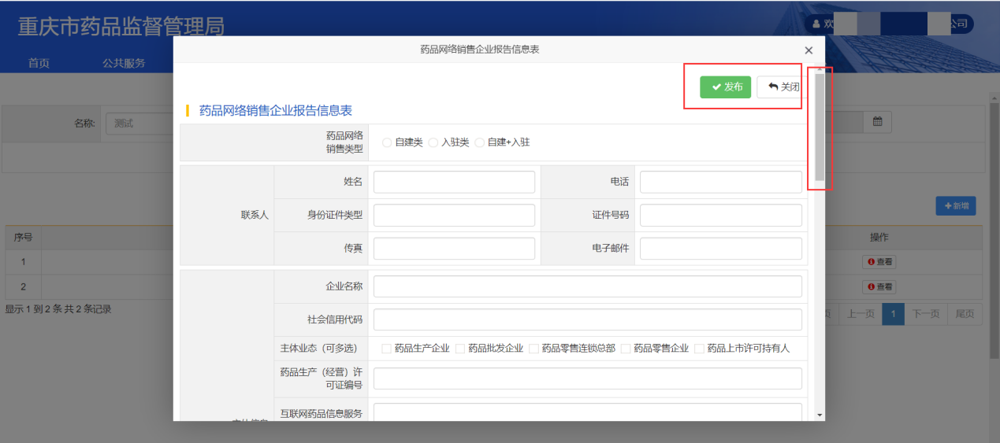 重庆市药品监督管理局
欢 公司
首页 公共服务
药品网络销售企业报告信息表
发布 关闭
药品网络销售企业报告信息表
名称: 测试
药品网络
销售类型
自建类 入驻类 自建+入驻
姓名 电话
联系人 身份证件类型 证件号码
传真 电子邮件
新增
序号 操作
1 查看
2 查看
显示 1 到 2 条 共 2 条记录
页 上一页 1 下一页 尾页
企业名称
社会信用代码
主体业态（可多选） 药品生产企业 药品批发企业 药品零售连锁总部 药品零售企业 药品上市许可持有人
药品生产（经营）许
可证编号
互联网药品信息服务